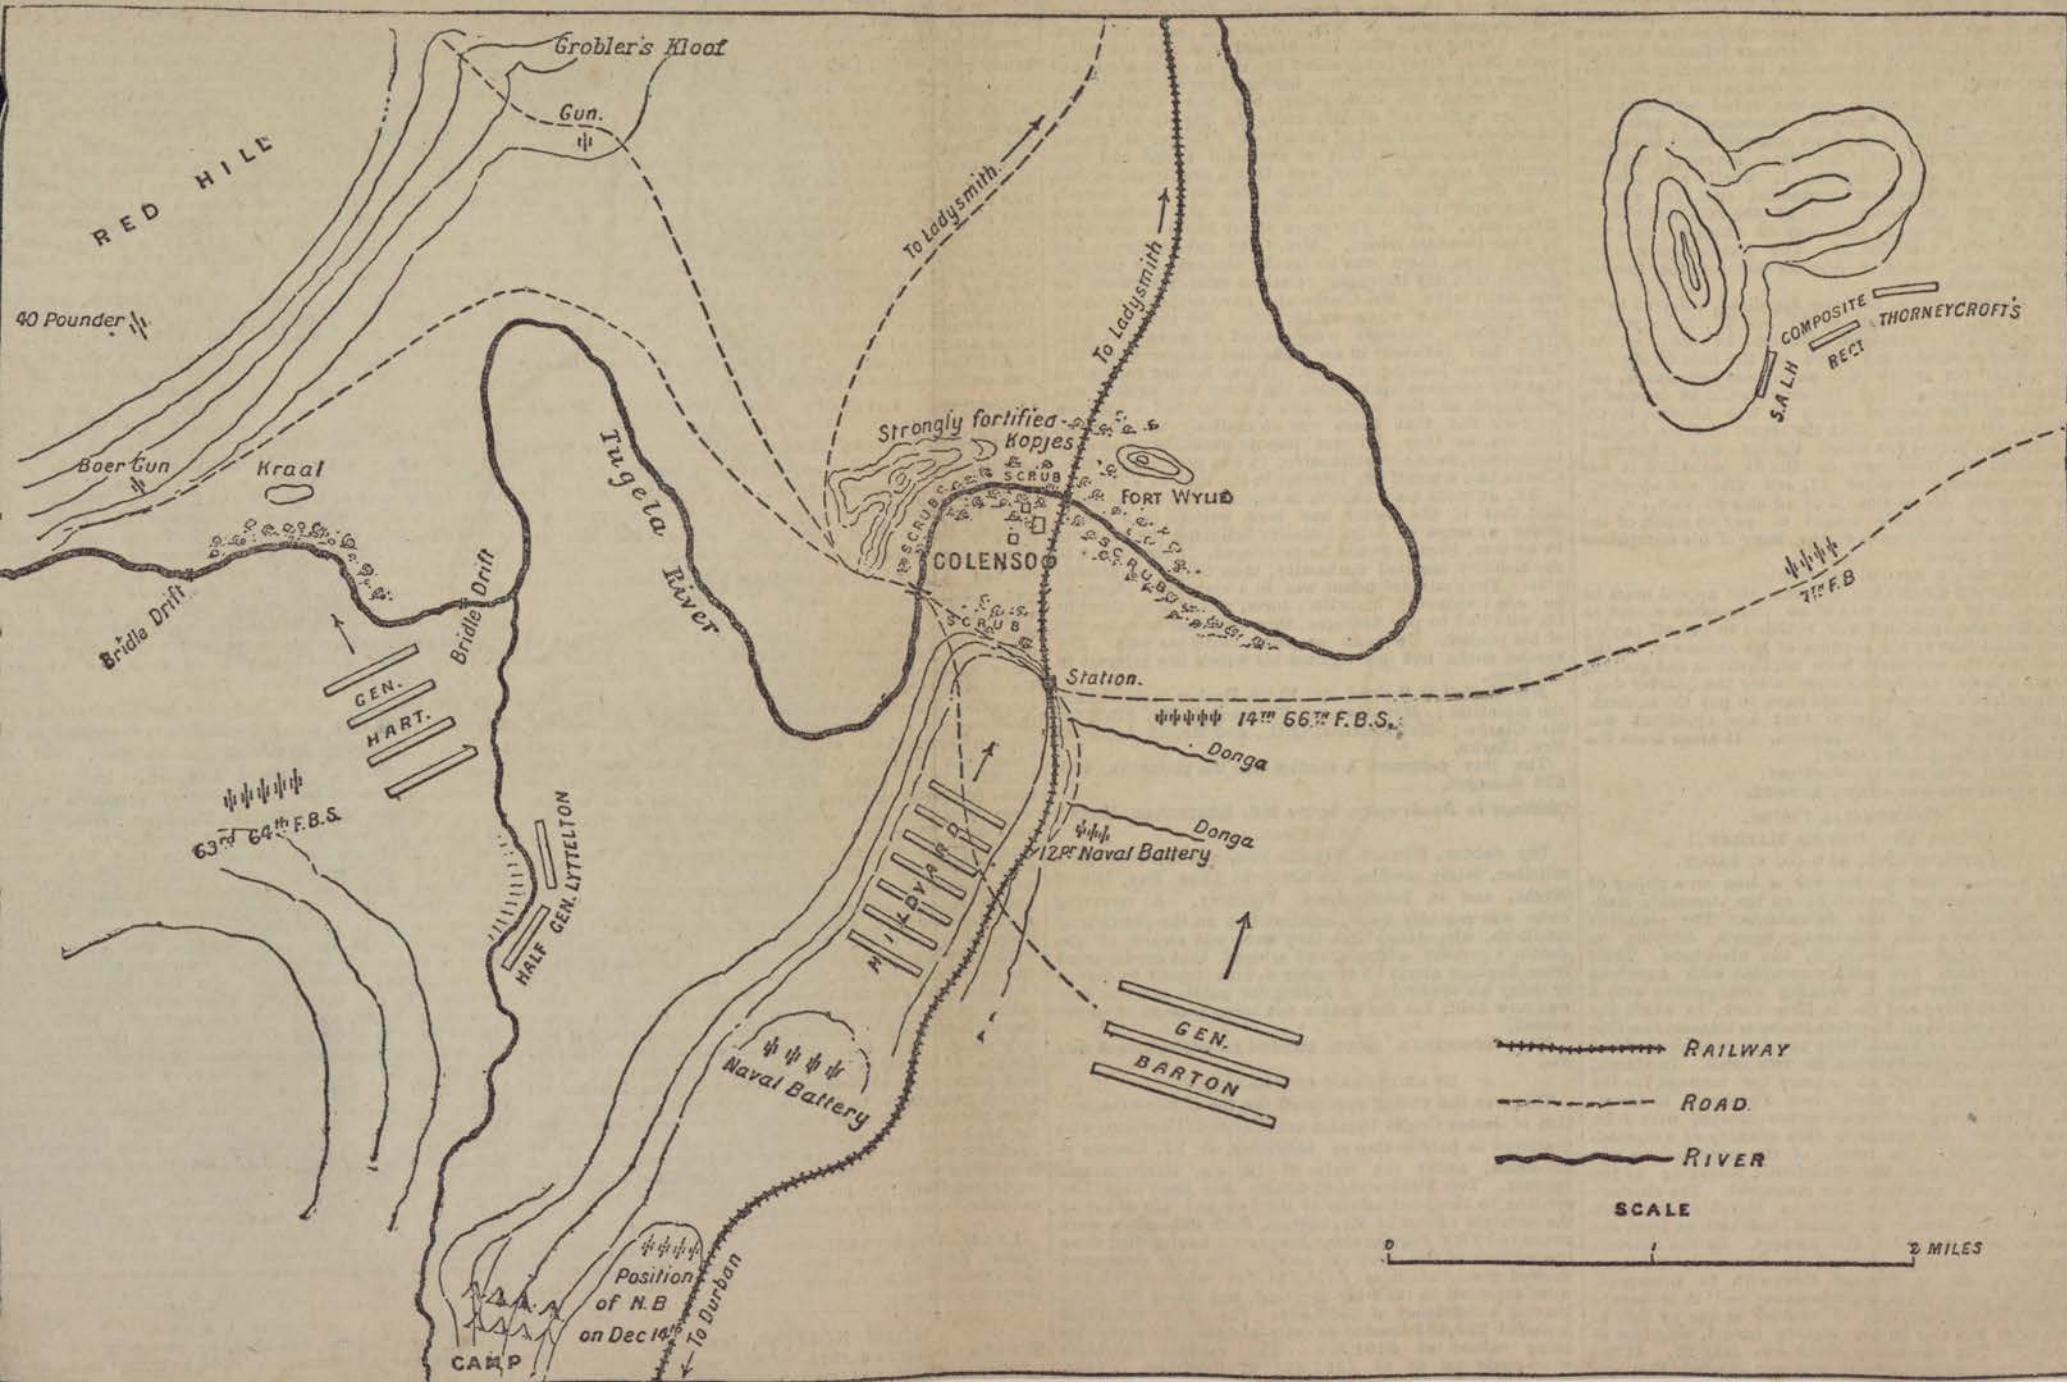 Grobler's Kloof
Gun.
RED HILL
40 Pounder
Boer Gun
Kraal
Bridle Drift
Bridle Drift
Tugela
River
To Ladysmith
To Ladysmith
Strongly fortified
Kopjes
SCRUB
SCRUB
FORT WYLIE
COLENSO
SCRUB
SCRUB
COMPOSITE
THORNEYCROFT'S
RECT
S.A.L.H
7TH F.B
Station.
14TH 66TH F.B.S.
Donga
Donga
12Pr Naval Battery
GEN.
HART.
63rd 64th F.B.S.
HALF GEN. LYTTELTON
HILDYARD
Naval Battery
GEN.
BARTON
Position
of N.B
on Dec 14th
To Durban
CAMP
RAILWAY
ROAD
RIVER
SCALE
0 1 2 MILES